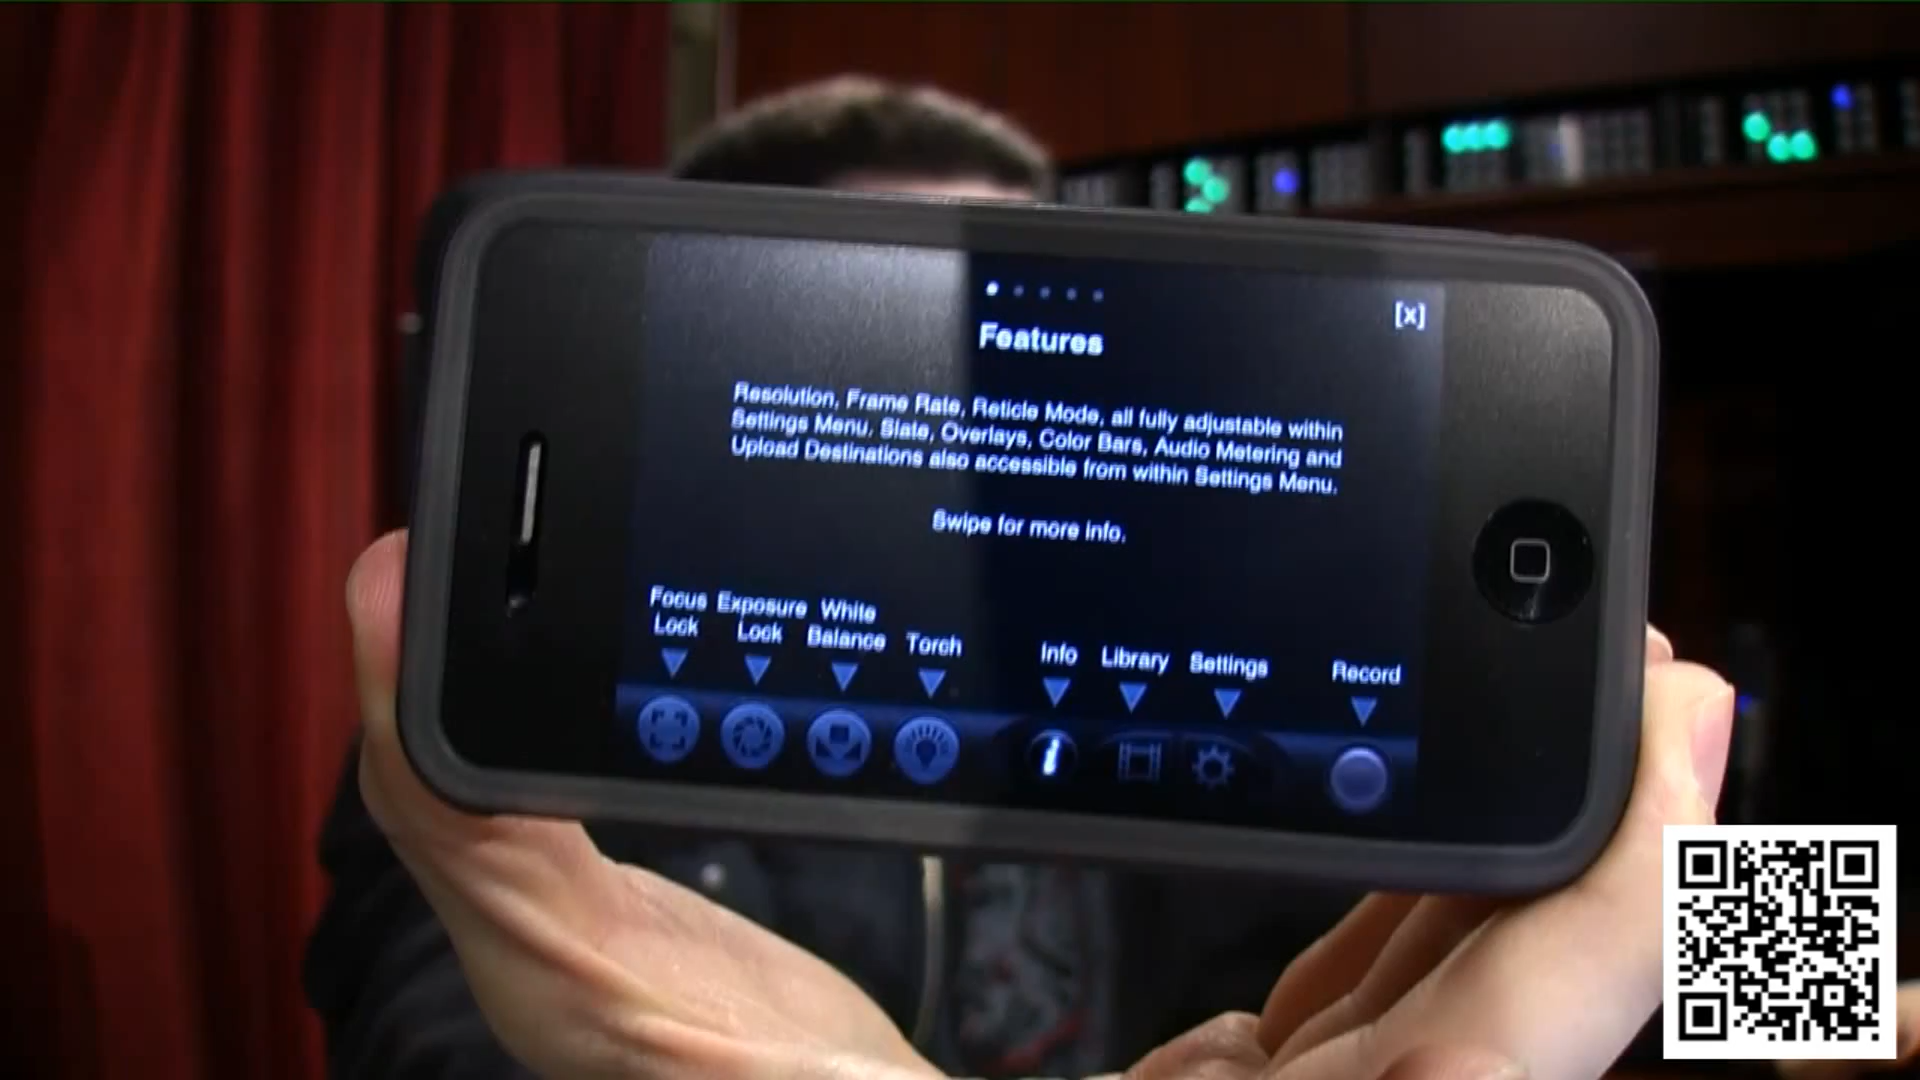 [x]
Features
Resolution, Frame Rate, Reticle Mode, all fully adjustable within
Settings Menu. Slate, Overlays, Color Bars, Audio Metering and
Upload Destinations also accessible from within Settings Menu.
Swipe for more info.
Focus Lock
Exposure Lock
White Balance
Torch
Info
Library
Settings
Record